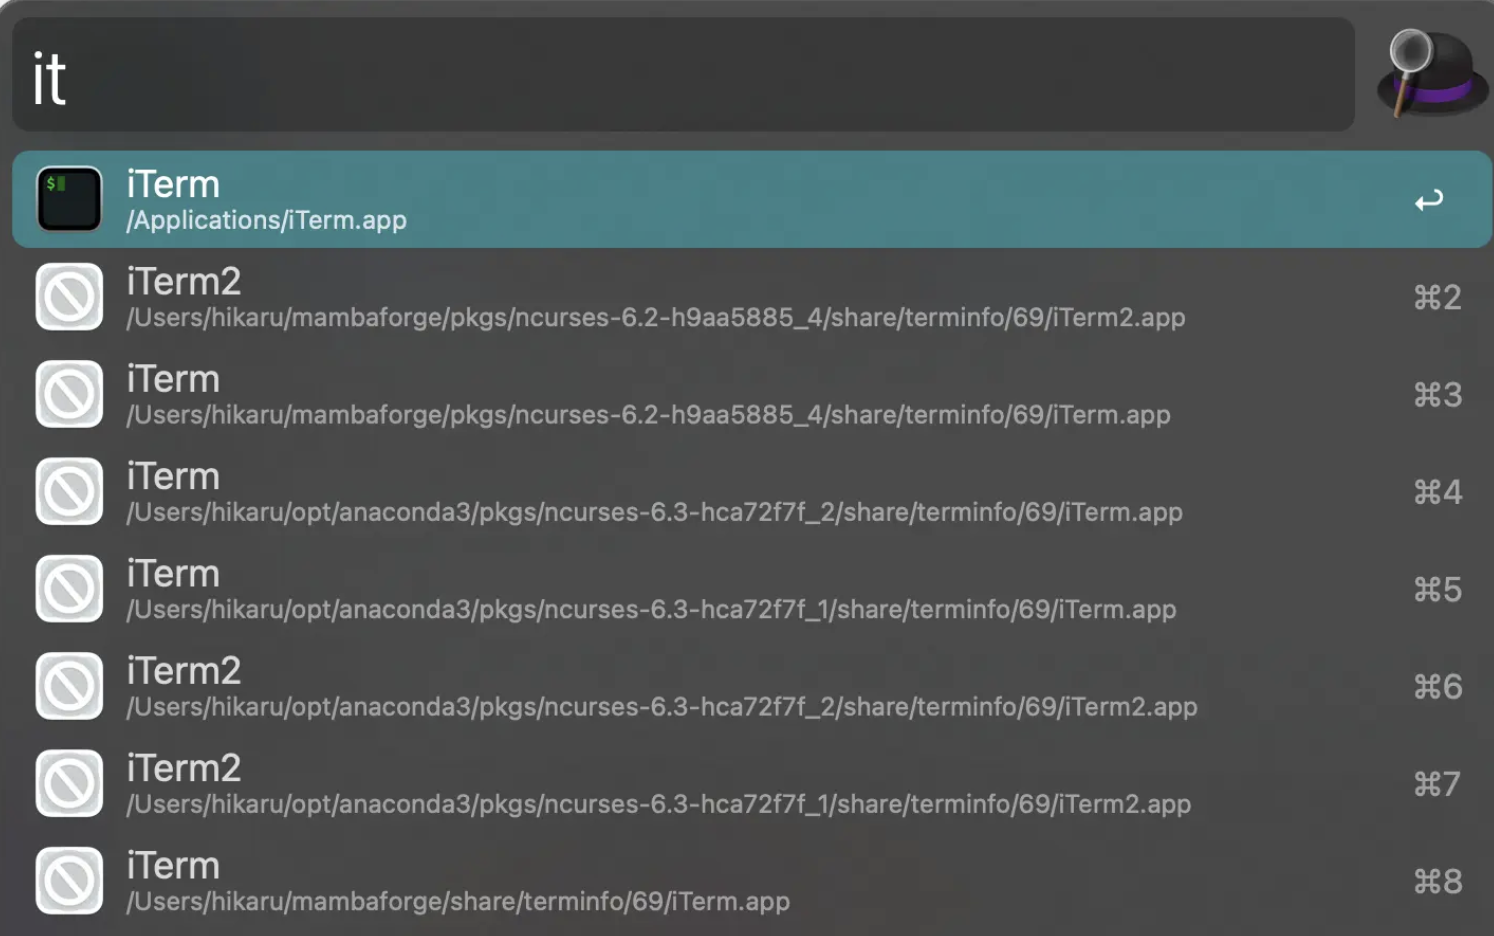 it
$
iTerm
/Applications/iTerm.app
iTerm2
/Users/hikaru/mambaforge/pkgs/ncurses-6.2-h9aa5885_4/share/terminfo/69/iTerm2.app
⌘2
iTerm
/Users/hikaru/mambaforge/pkgs/ncurses-6.2-h9aa5885_4/share/terminfo/69/iTerm.app
⌘3
iTerm
/Users/hikaru/opt/anaconda3/pkgs/ncurses-6.3-hca72f7f_2/share/terminfo/69/iTerm.app
⌘4
iTerm
/Users/hikaru/opt/anaconda3/pkgs/ncurses-6.3-hca72f7f_1/share/terminfo/69/iTerm.app
⌘5
iTerm2
/Users/hikaru/opt/anaconda3/pkgs/ncurses-6.3-hca72f7f_2/share/terminfo/69/iTerm2.app
⌘6
iTerm2
/Users/hikaru/opt/anaconda3/pkgs/ncurses-6.3-hca72f7f_1/share/terminfo/69/iTerm2.app
⌘7
iTerm
/Users/hikaru/mambaforge/share/terminfo/69/iTerm.app
⌘8